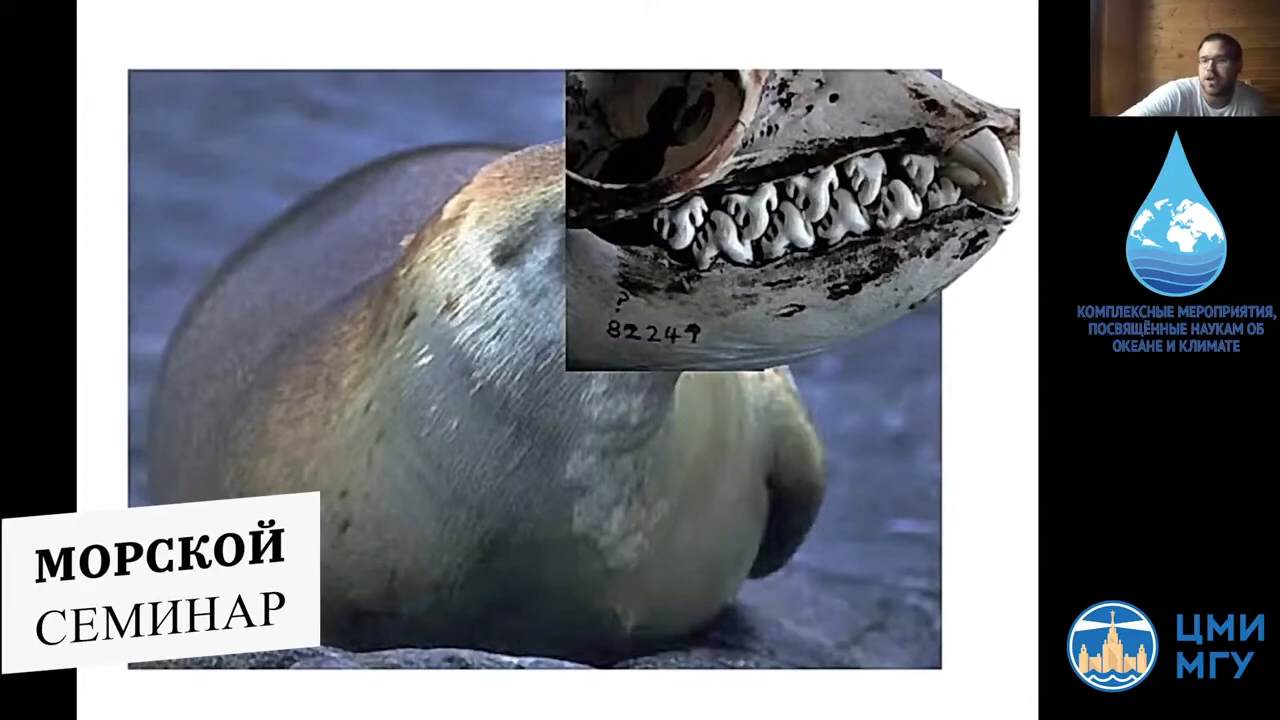 ?
82249
КОМПЛЕКСНЫЕ МЕРОПРИЯТИЯ,
ПОСВЯЩЁННЫЕ НАУКАМ ОБ
ОКЕАНЕ И КЛИМАТЕ
МОРСКОЙ
СЕМИНАР
ЦМИ
МГУ